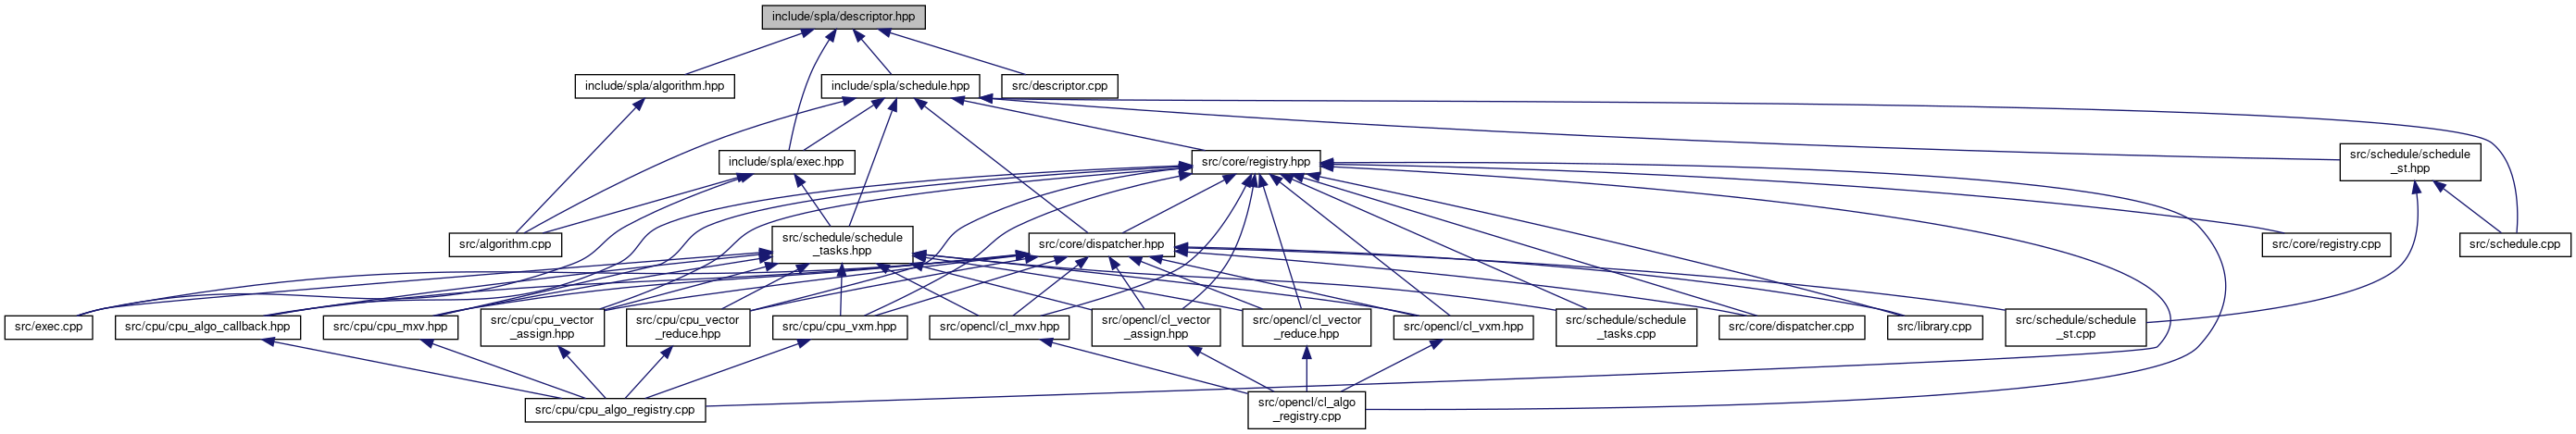 include/spla/descriptor.hpp
include/spla/algorithm.hpp
include/spla/schedule.hpp
src/descriptor.cpp
include/spla/exec.hpp
src/core/registry.hpp
src/schedule/schedule
_st.hpp
src/algorithm.cpp
src/schedule/schedule
_tasks.hpp
src/core/dispatcher.hpp
src/core/registry.cpp
src/schedule.cpp
src/exec.cpp
src/cpu/cpu_algo_callback.hpp
src/cpu/cpu_mxv.hpp
src/cpu/cpu_vector
_assign.hpp
src/cpu/cpu_vector
_reduce.hpp
src/cpu/cpu_vxm.hpp
src/opencl/cl_mxv.hpp
src/opencl/cl_vector
_assign.hpp
src/opencl/cl_vector
_reduce.hpp
src/opencl/cl_vxm.hpp
src/schedule/schedule
_tasks.cpp
src/core/dispatcher.cpp
src/library.cpp
src/schedule/schedule
_st.cpp
src/cpu/cpu_algo_registry.cpp
src/opencl/cl_algo
_registry.cpp